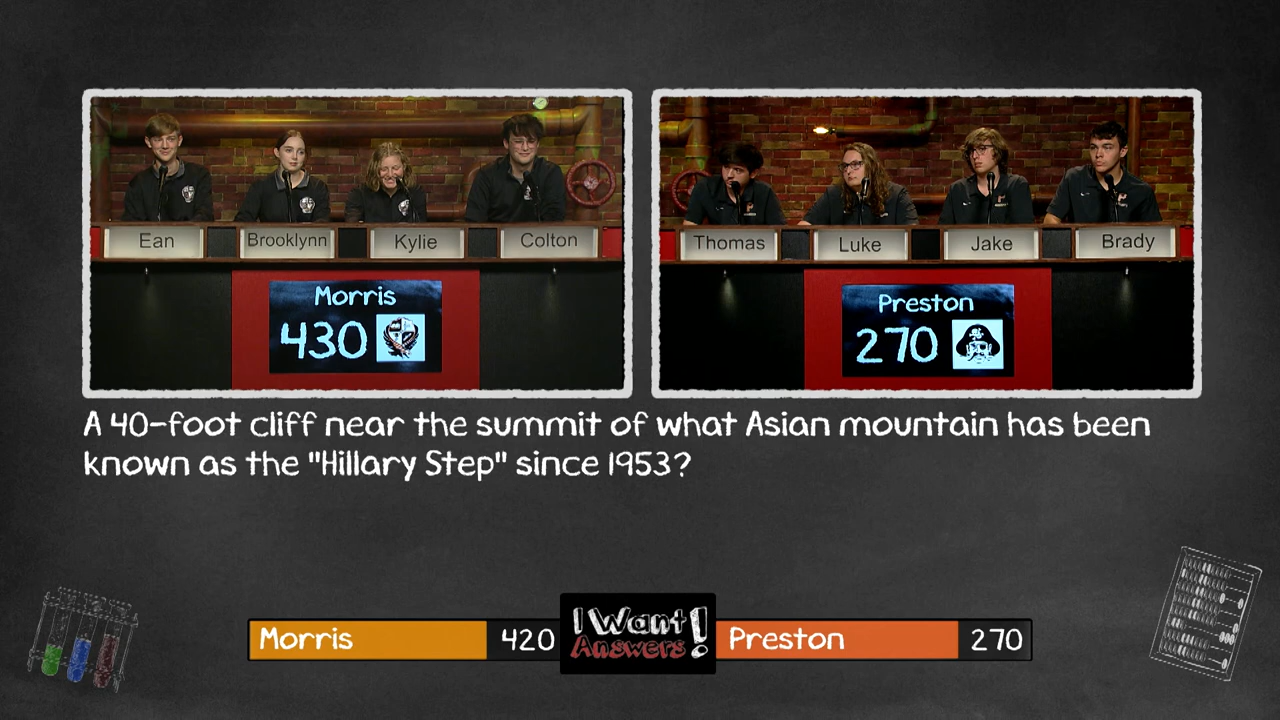 Ean Brooklynn Kylie Colton
Thomas Luke Jake Brady
Morris
430
Preston
270
A 40-foot cliff near the summit of what Asian mountain has been
known as the "Hillary Step" since 1953?
Morris 420 I Want Answers! Preston 270